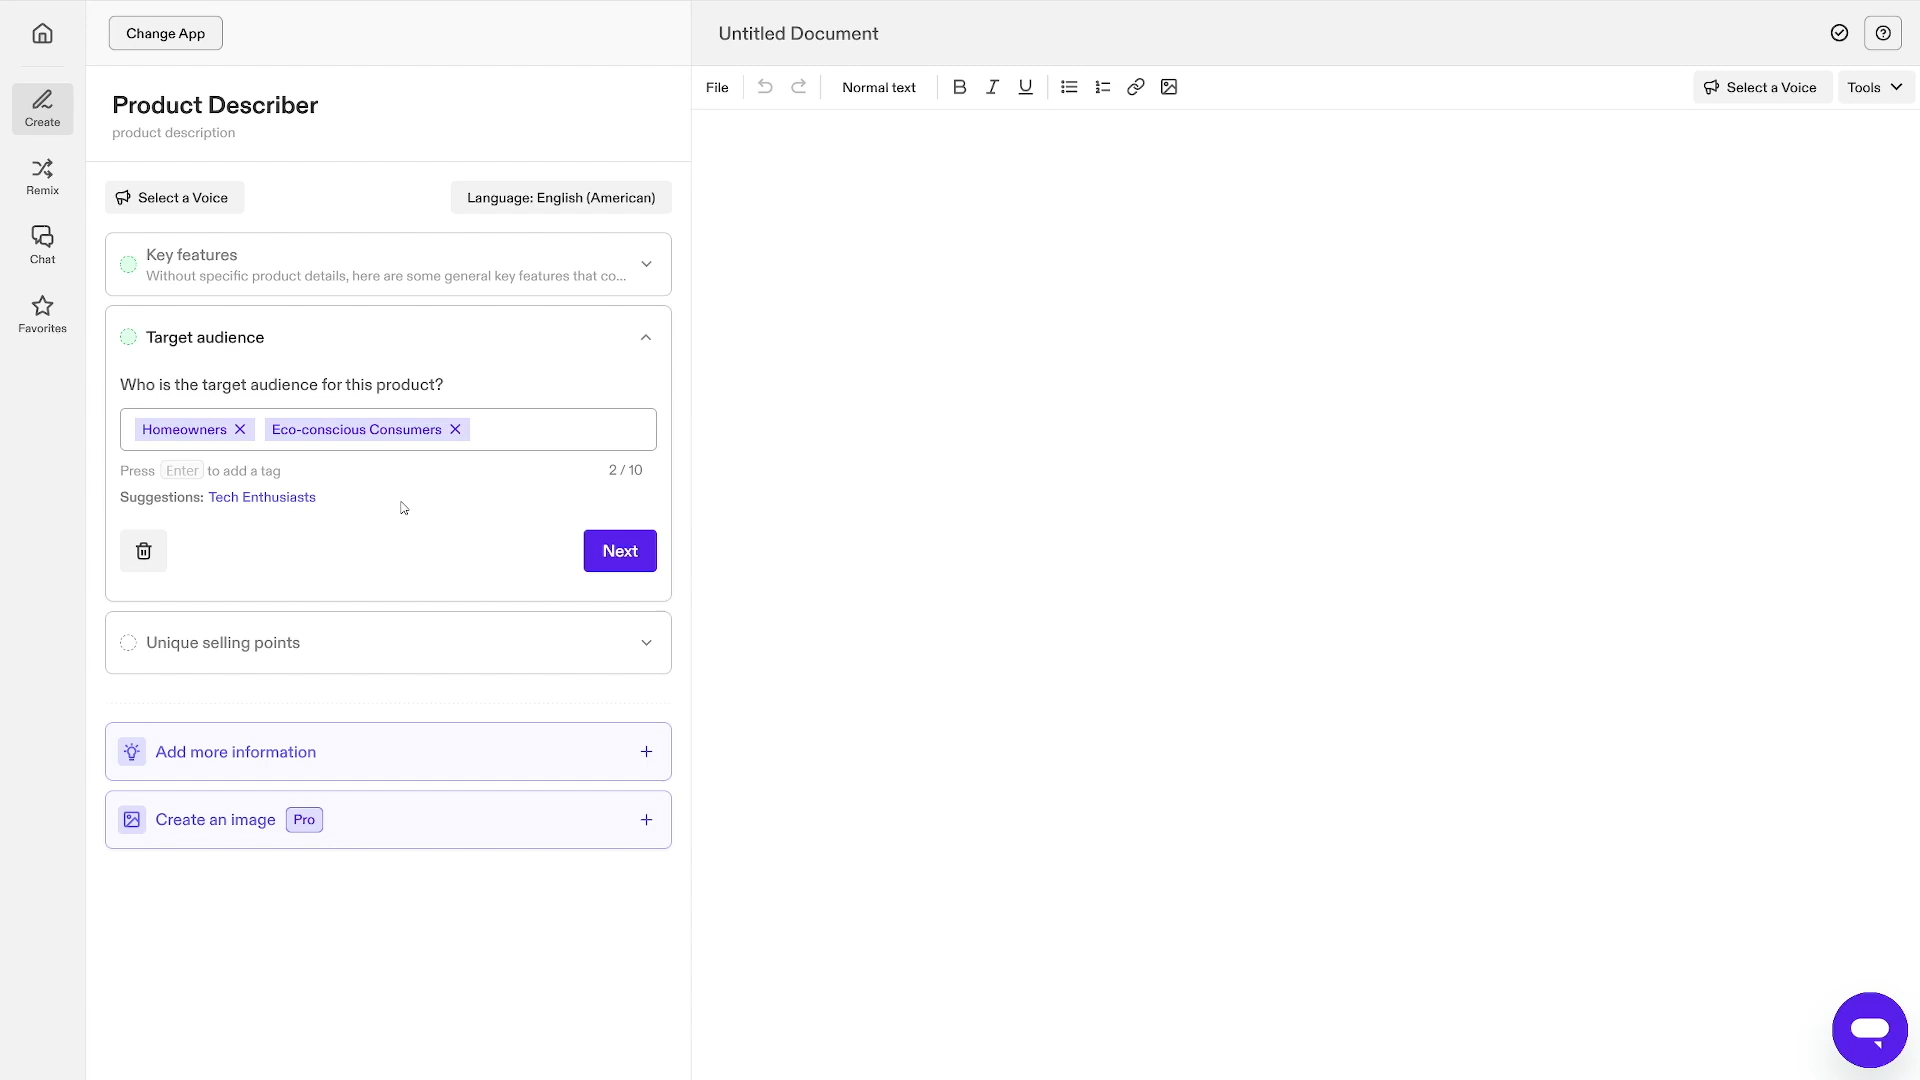 Change App
Untitled Document
Create
Remix
Chat
Favorites
Product Describer
product description
File
Normal text
B I U
Select a Voice
Tools
Select a Voice
Language: English (American)
Key features
Without specific product details, here are some general key features that co...
Target audience
Who is the target audience for this product?
Homeowners
Eco-conscious Consumers
Press Enter to add a tag
2 / 10
Suggestions: Tech Enthusiasts
Next
Unique selling points
Add more information
Create an image Pro